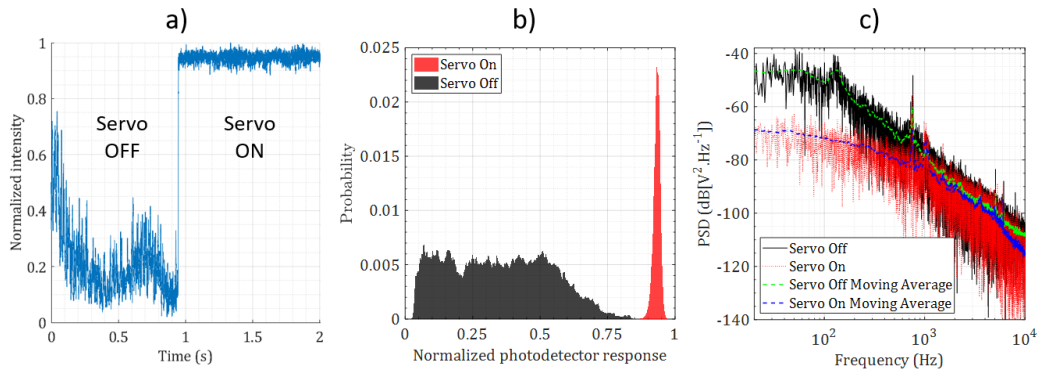 a)
Normalized intensity
1
0.8
0.6
0.4
0.2
0
Servo
OFF
Servo
ON
0
0.5
1
1.5
2
Time (s)
b)
Probability
0.025
0.020
0.015
0.010
0.005
0
Servo On
Servo Off
0
0.25
0.5
0.75
1
Normalized photodetector response
c)
PSD (dB[V².Hz⁻¹])
-40
-60
-80
-100
-120
-140
Servo Off
Servo On
Servo Off Moving Average
Servo On Moving Average
10²
10³
10⁴
Frequency (Hz)